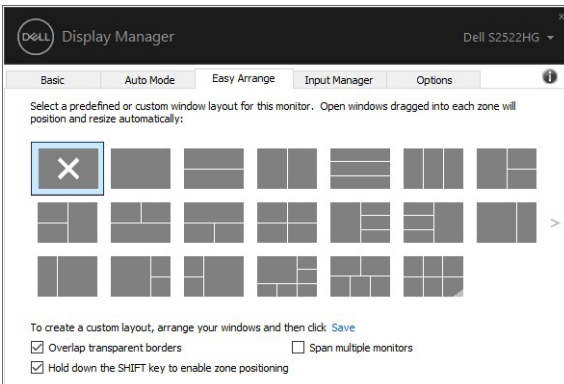 DELL Display Manager
Dell S2522HG
Basic Auto Mode Easy Arrange Input Manager Options
Select a predefined or custom window layout for this monitor. Open windows dragged into each zone will
position and resize automatically:
To create a custom layout, arrange your windows and then click Save
Overlap transparent borders
Span multiple monitors
Hold down the SHIFT key to enable zone positioning